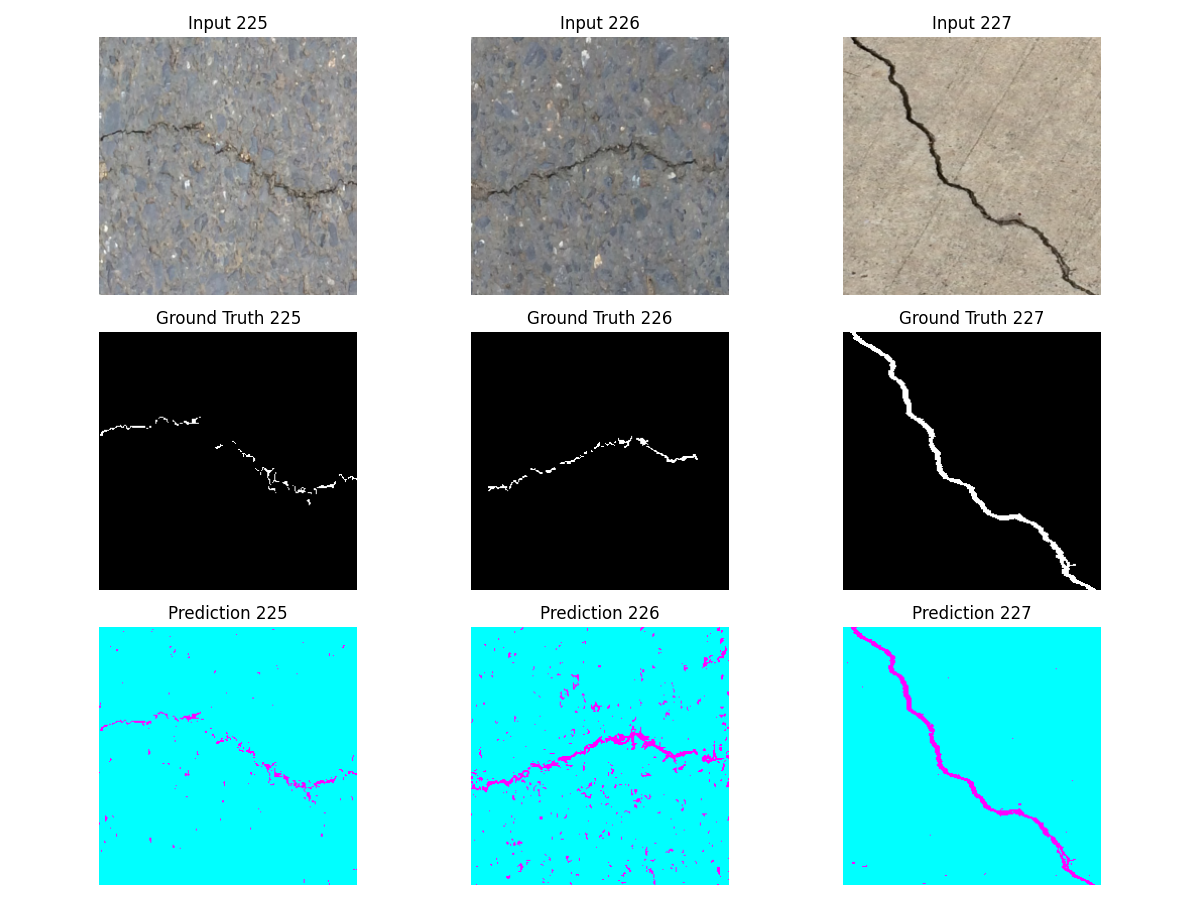 Input 225
Input 226
Input 227
Ground Truth 225
Ground Truth 226
Ground Truth 227
Prediction 225
Prediction 226
Prediction 227